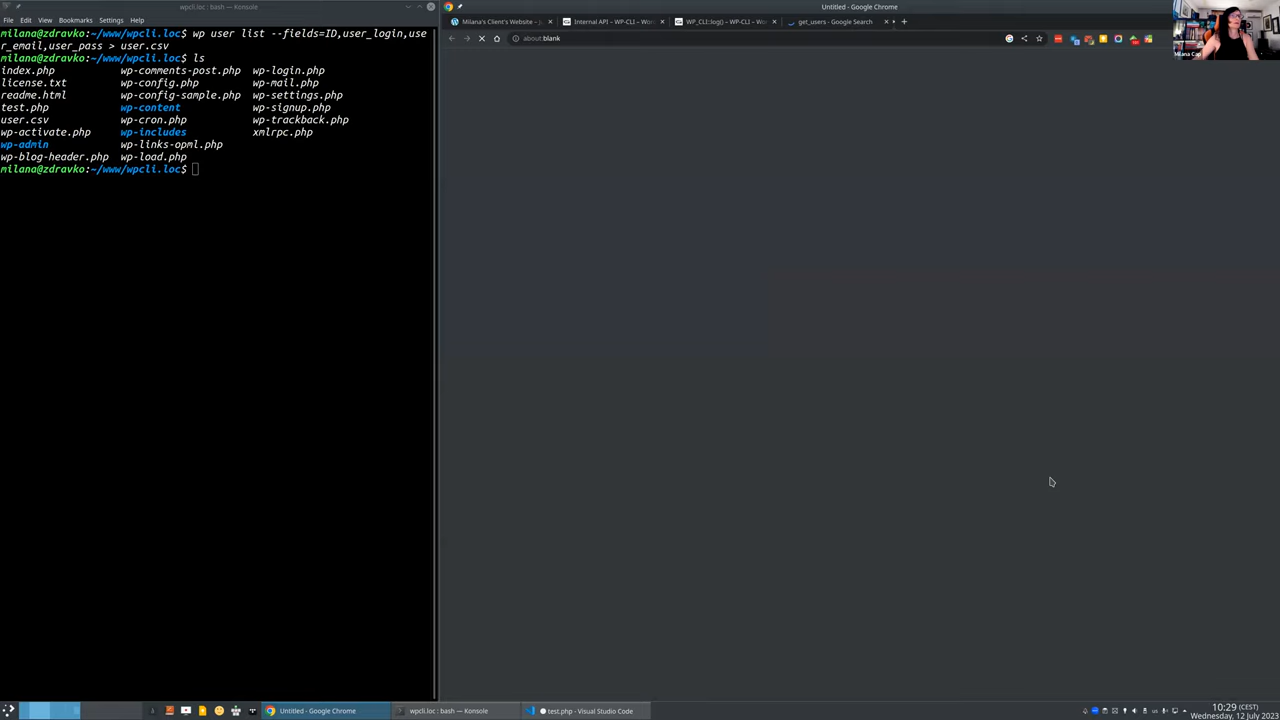 wpcli.loc : bash — Konsole
File Edit View Bookmarks Settings Help
milana@zdravko:~/www/wpcli.loc$ wp user list --fields=ID,user_login,use
r_email,user_pass > user.csv
milana@zdravko:~/www/wpcli.loc$ ls
index.php wp-comments-post.php wp-login.php
license.txt wp-config.php wp-mail.php
readme.html wp-config-sample.php wp-settings.php
test.php wp-content wp-signup.php
user.csv wp-cron.php wp-trackback.php
wp-activate.php wp-includes xmlrpc.php
wp-admin wp-links-opml.php
wp-blog-header.php wp-load.php
milana@zdravko:~/www/wpcli.loc$
Untitled - Google Chrome
Milana's Client's Website – Internal API – WP-CLI – Wor WP_CLI::log() – WP-CLI – Wo get_users - Google Search
about:blank
Milana Cap
Untitled - Google Chrome wpcli.loc : bash — Konsole test.php - Visual Studio Code
10:29 (CEST)
Wednesday, 12 July 2023